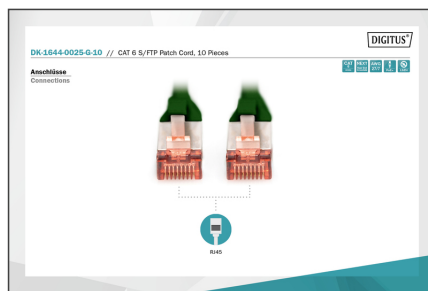 DIGITUS®
DK-1644-0025-G-10 // CAT 6 S/FTP Patch Cord, 10 Pieces
Anschlüsse
Connections
RJ45